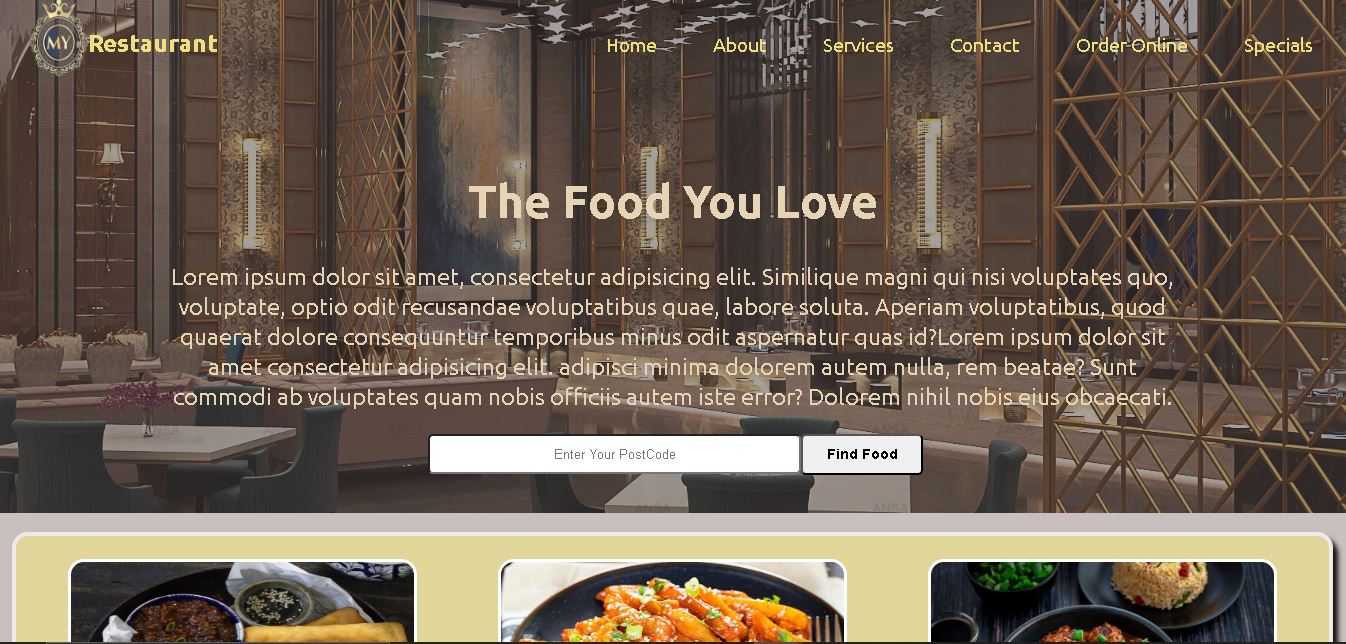 MY
Restaurant
Home About Services Contact Order Online Specials
The Food You Love
Lorem ipsum dolor sit amet, consectetur adipisicing elit. Similique magni qui nisi voluptates quo,
voluptate, optio odit recusandae voluptatibus quae, labore soluta. Aperiam voluptatibus, quod
quaerat dolore consequuntur temporibus minus odit aspernatur quas id?Lorem ipsum dolor sit
amet consectetur adipisicing elit. adipisci minima dolorem autem nulla, rem beatae? Sunt
commodi ab voluptates quam nobis officiis autem iste error? Dolorem nihil nobis eius obcaecati.
Enter Your PostCode Find Food
ANSA
ANSA